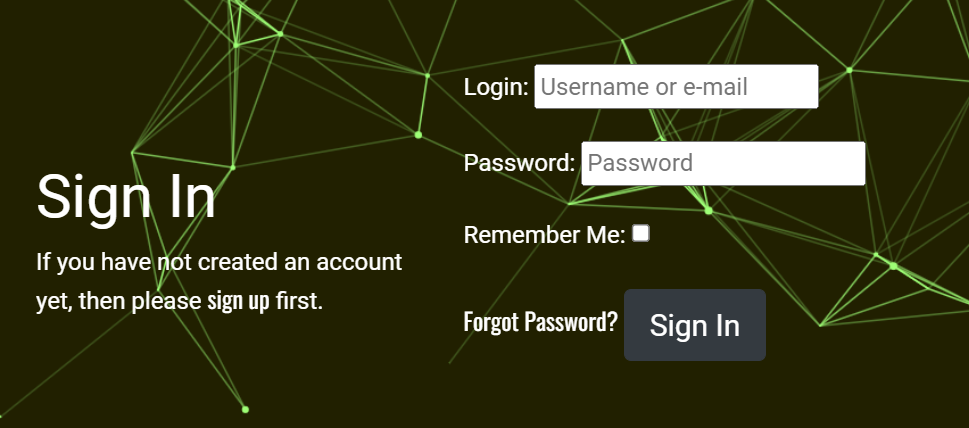 Sign In
If you have not created an account
yet, then please sign up first.
Login: Username or e-mail
Password: Password
Remember Me:
Forgot Password? Sign In